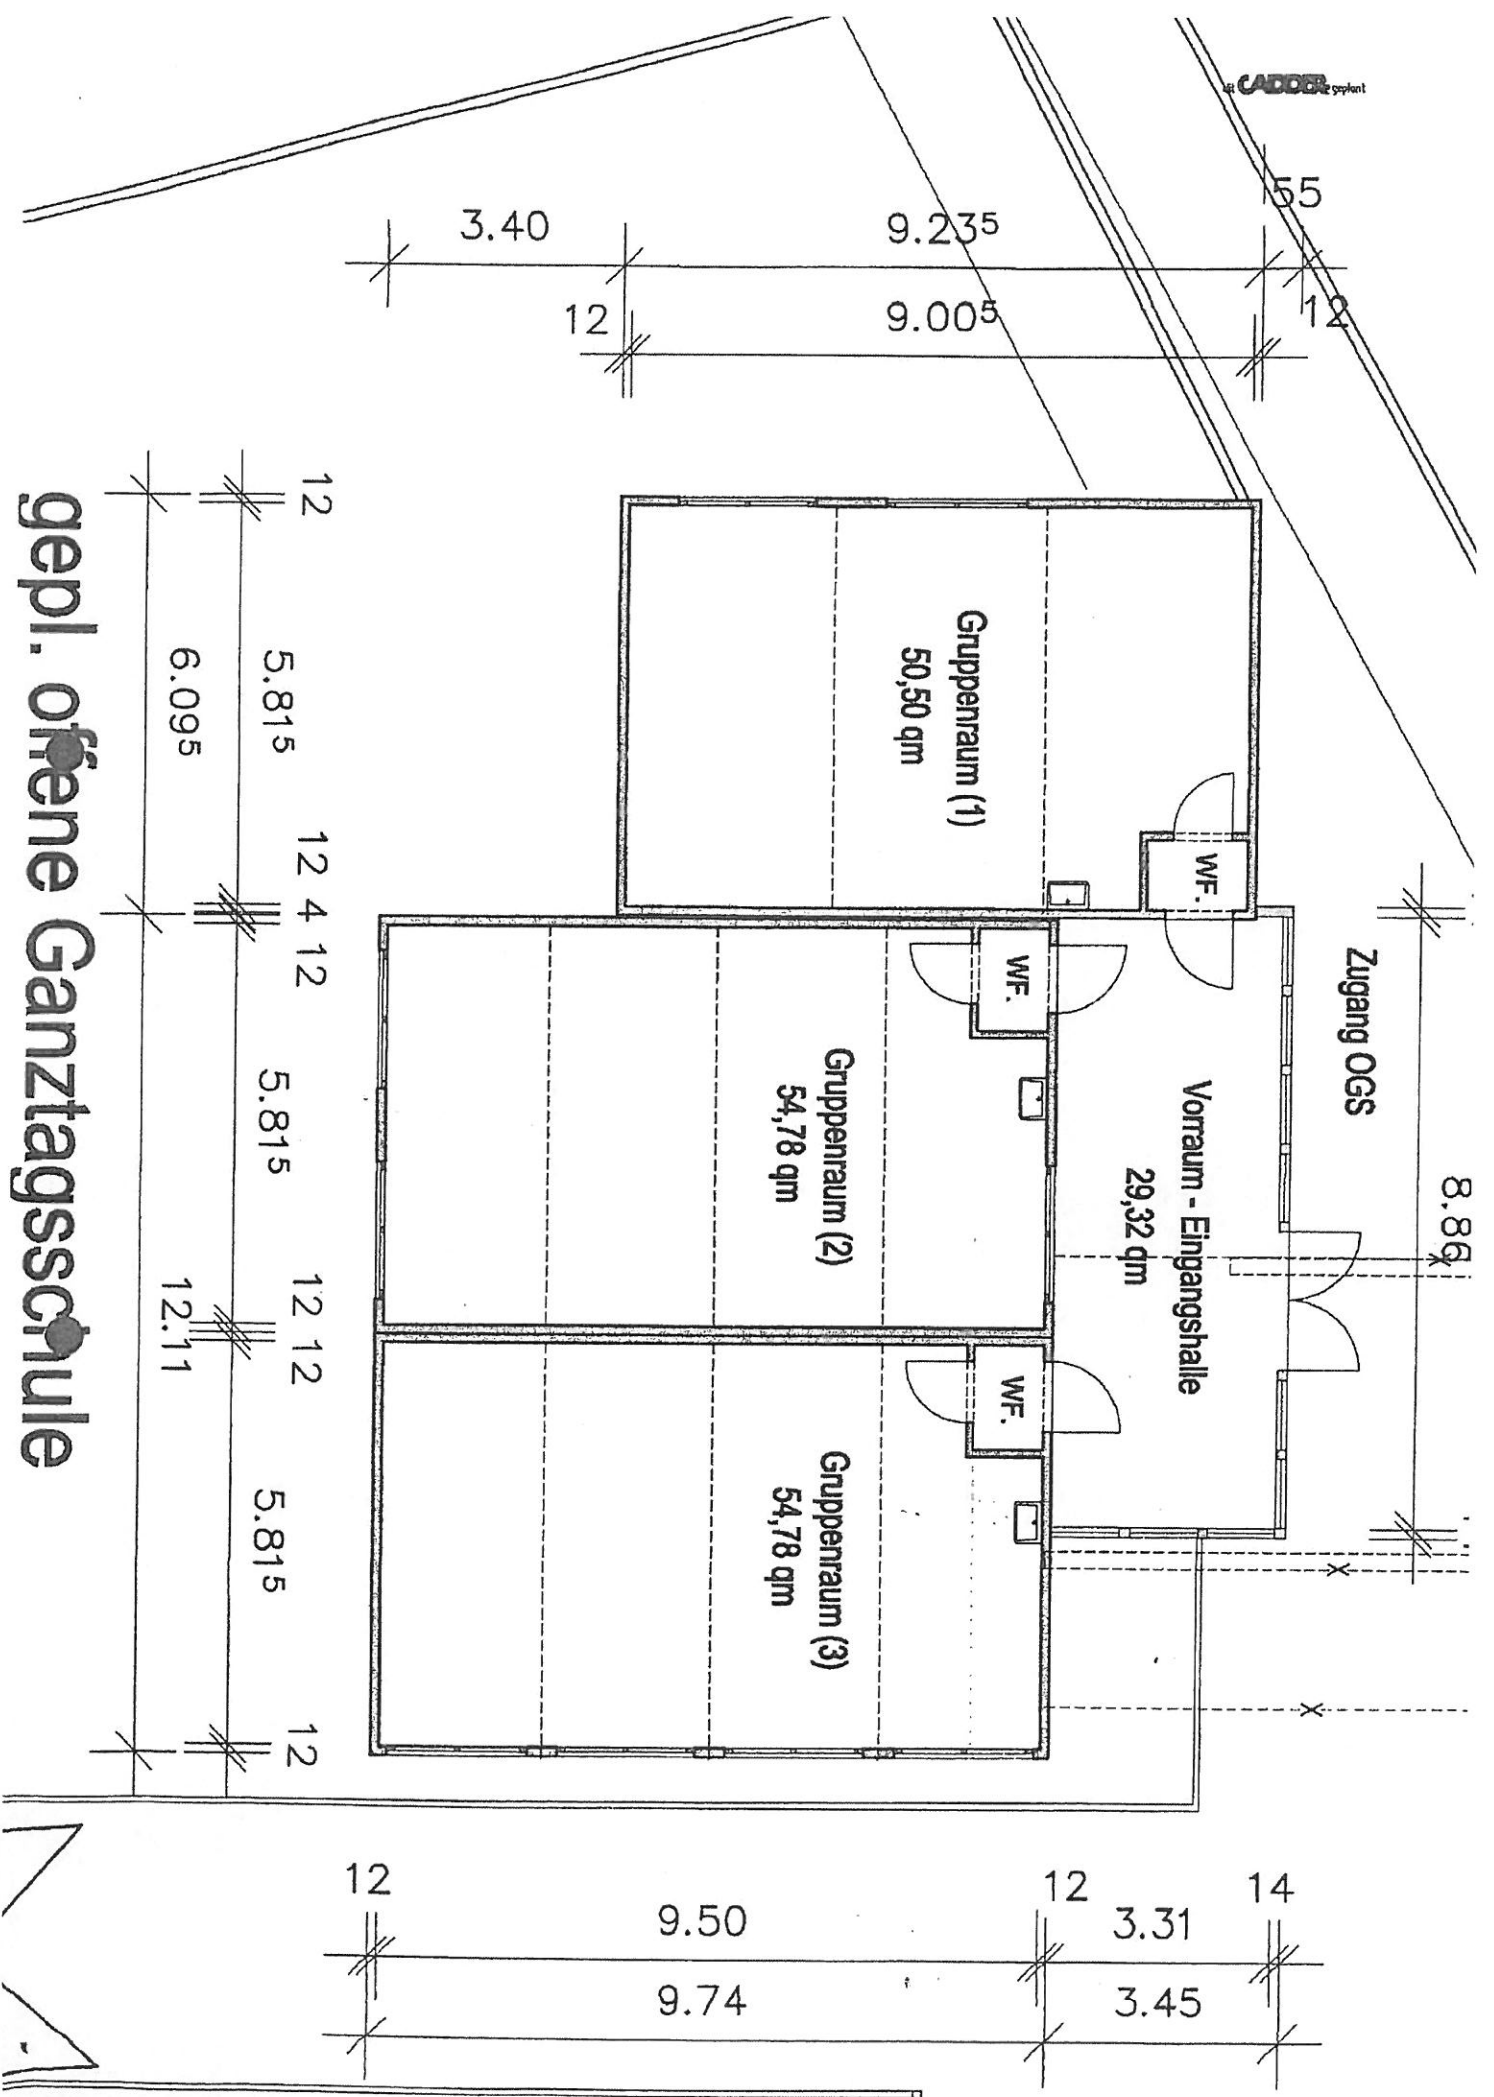 CADDER geplant
55
3.40
9.23⁵
12
9.00⁵
12
12
5.81⁵
6.09⁵
12 4 12
5.81⁵
12.11
12 12
5.81⁵
12
Gruppenraum (1)
50,50 qm
WF.
WF.
Gruppenraum (2)
54,78 qm
WF.
Gruppenraum (3)
54,78 qm
Vorraum - Eingangshalle
29,32 qm
Zugang OGS
8.86
12
9.50
12
3.31
14
9.74
3.45
gepl. offene Ganztagsschule